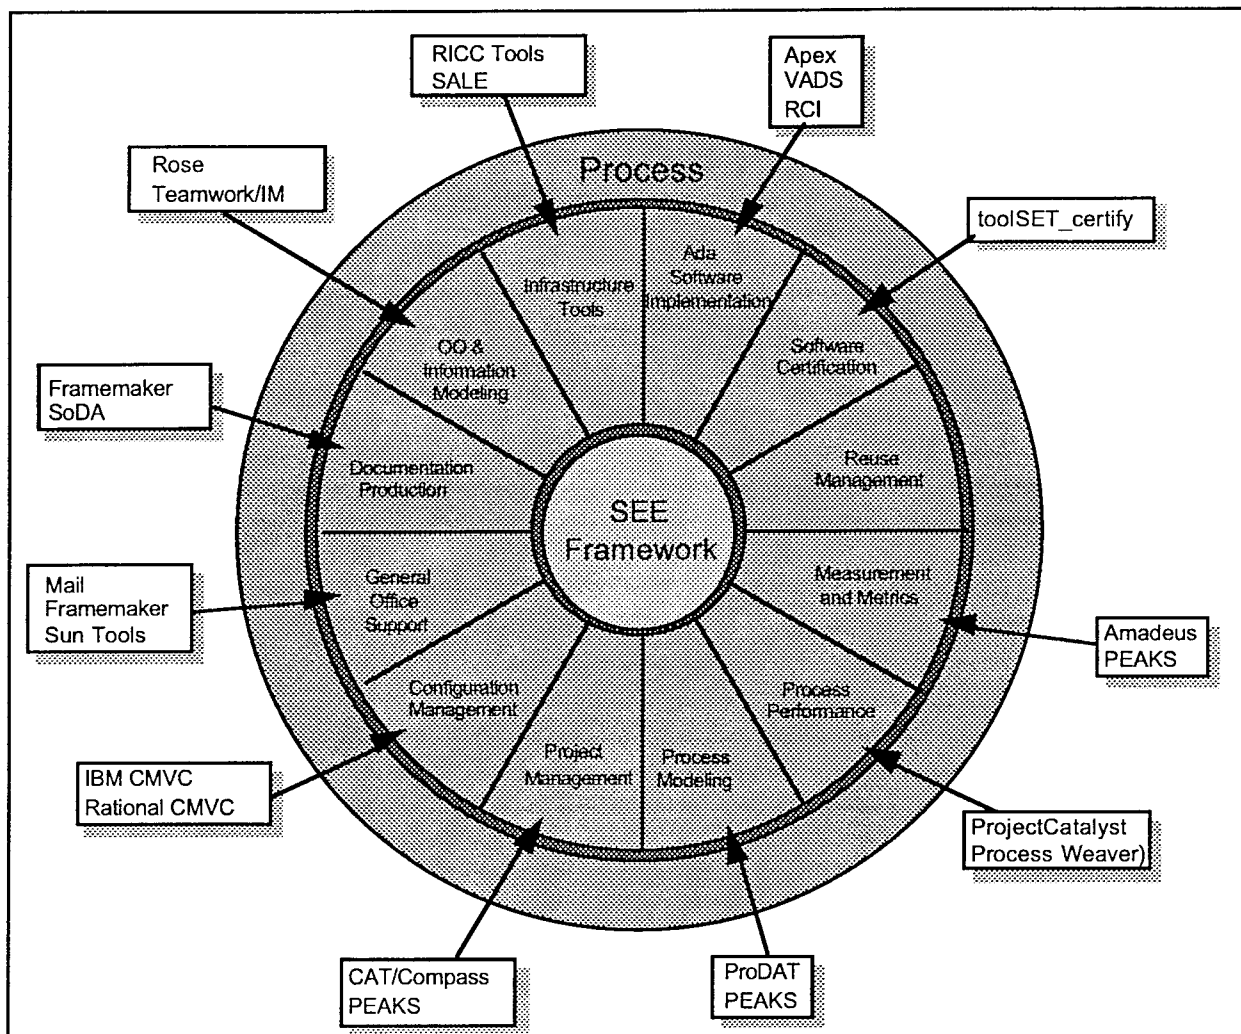 RICC Tools
SALE
Apex
VADS
RCI
Process
Rose
Teamwork/IM
toolSET_certify
Ada
Software
Implementation
Infrastructure
Tools
OO &
Information
Modeling
Software
Certification
Framemaker
SoDA
Documentation
Production
Reuse
Management
SEE
Framework
Mail
Framemaker
Sun Tools
General
Office
Support
Measurement
and Metrics
Amadeus
PEAKS
Configuration
Management
Process
Performance
Project
Management
Process
Modeling
IBM CMVC
Rational CMVC
ProjectCatalyst
Process Weaver)
CAT/Compass
PEAKS
ProDAT
PEAKS